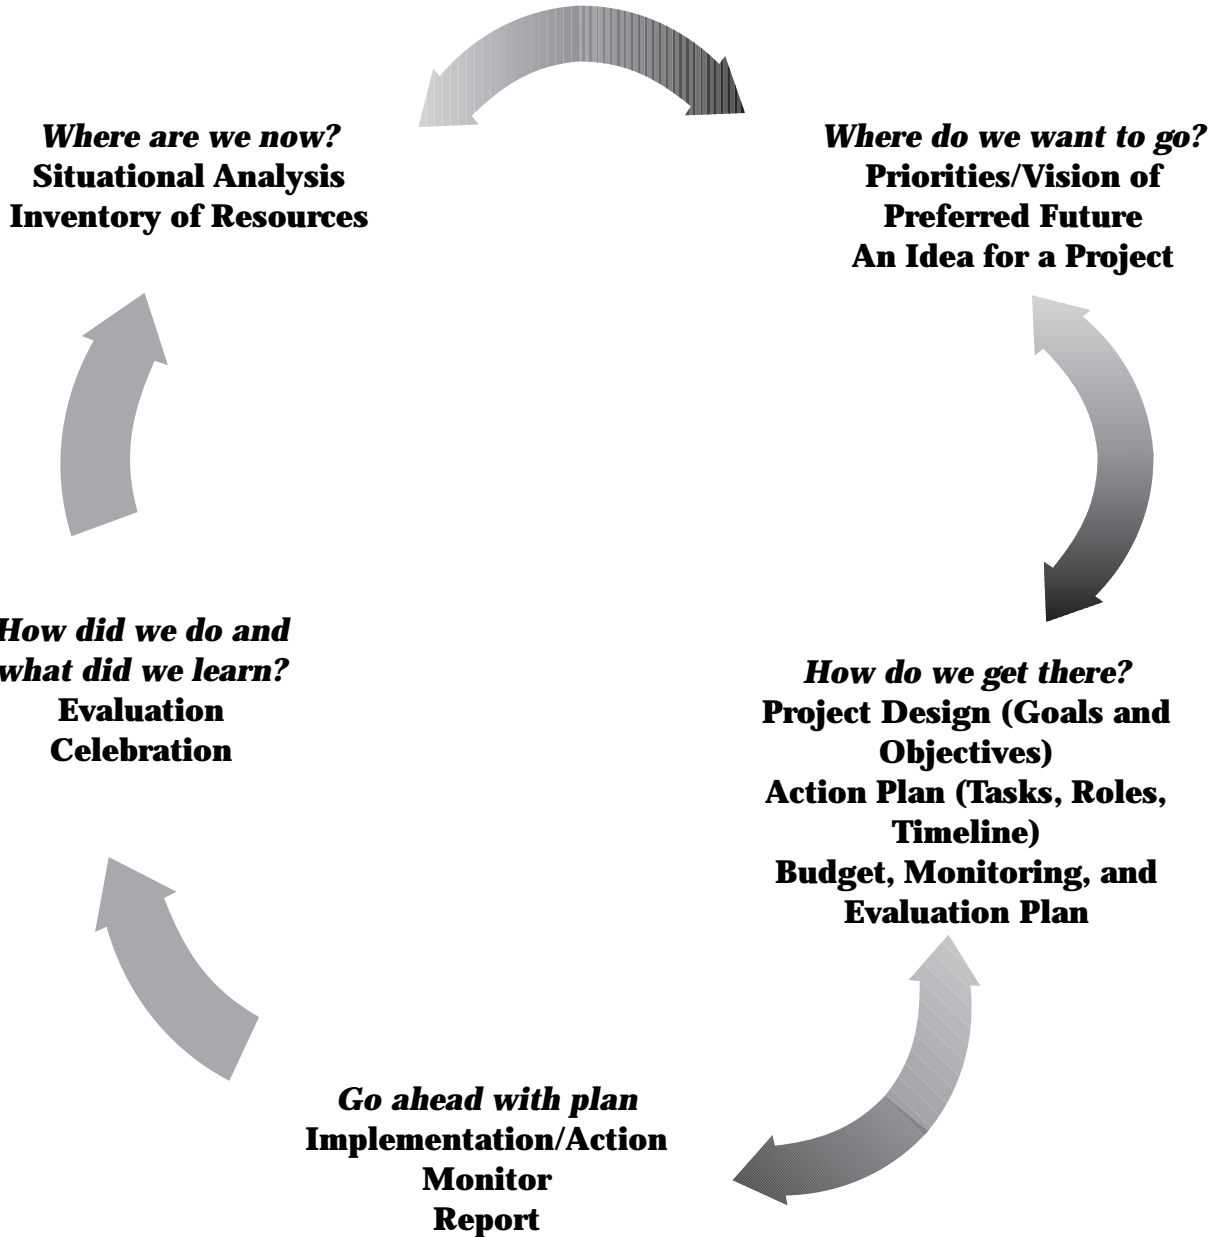 Where are we now?
Situational Analysis
Inventory of Resources
Where do we want to go?
Priorities/Vision of
Preferred Future
An Idea for a Project
How do we get there?
Project Design (Goals and
Objectives)
Action Plan (Tasks, Roles,
Timeline)
Budget, Monitoring, and
Evaluation Plan
Go ahead with plan
Implementation/Action
Monitor
Report
How did we do and
what did we learn?
Evaluation
Celebration